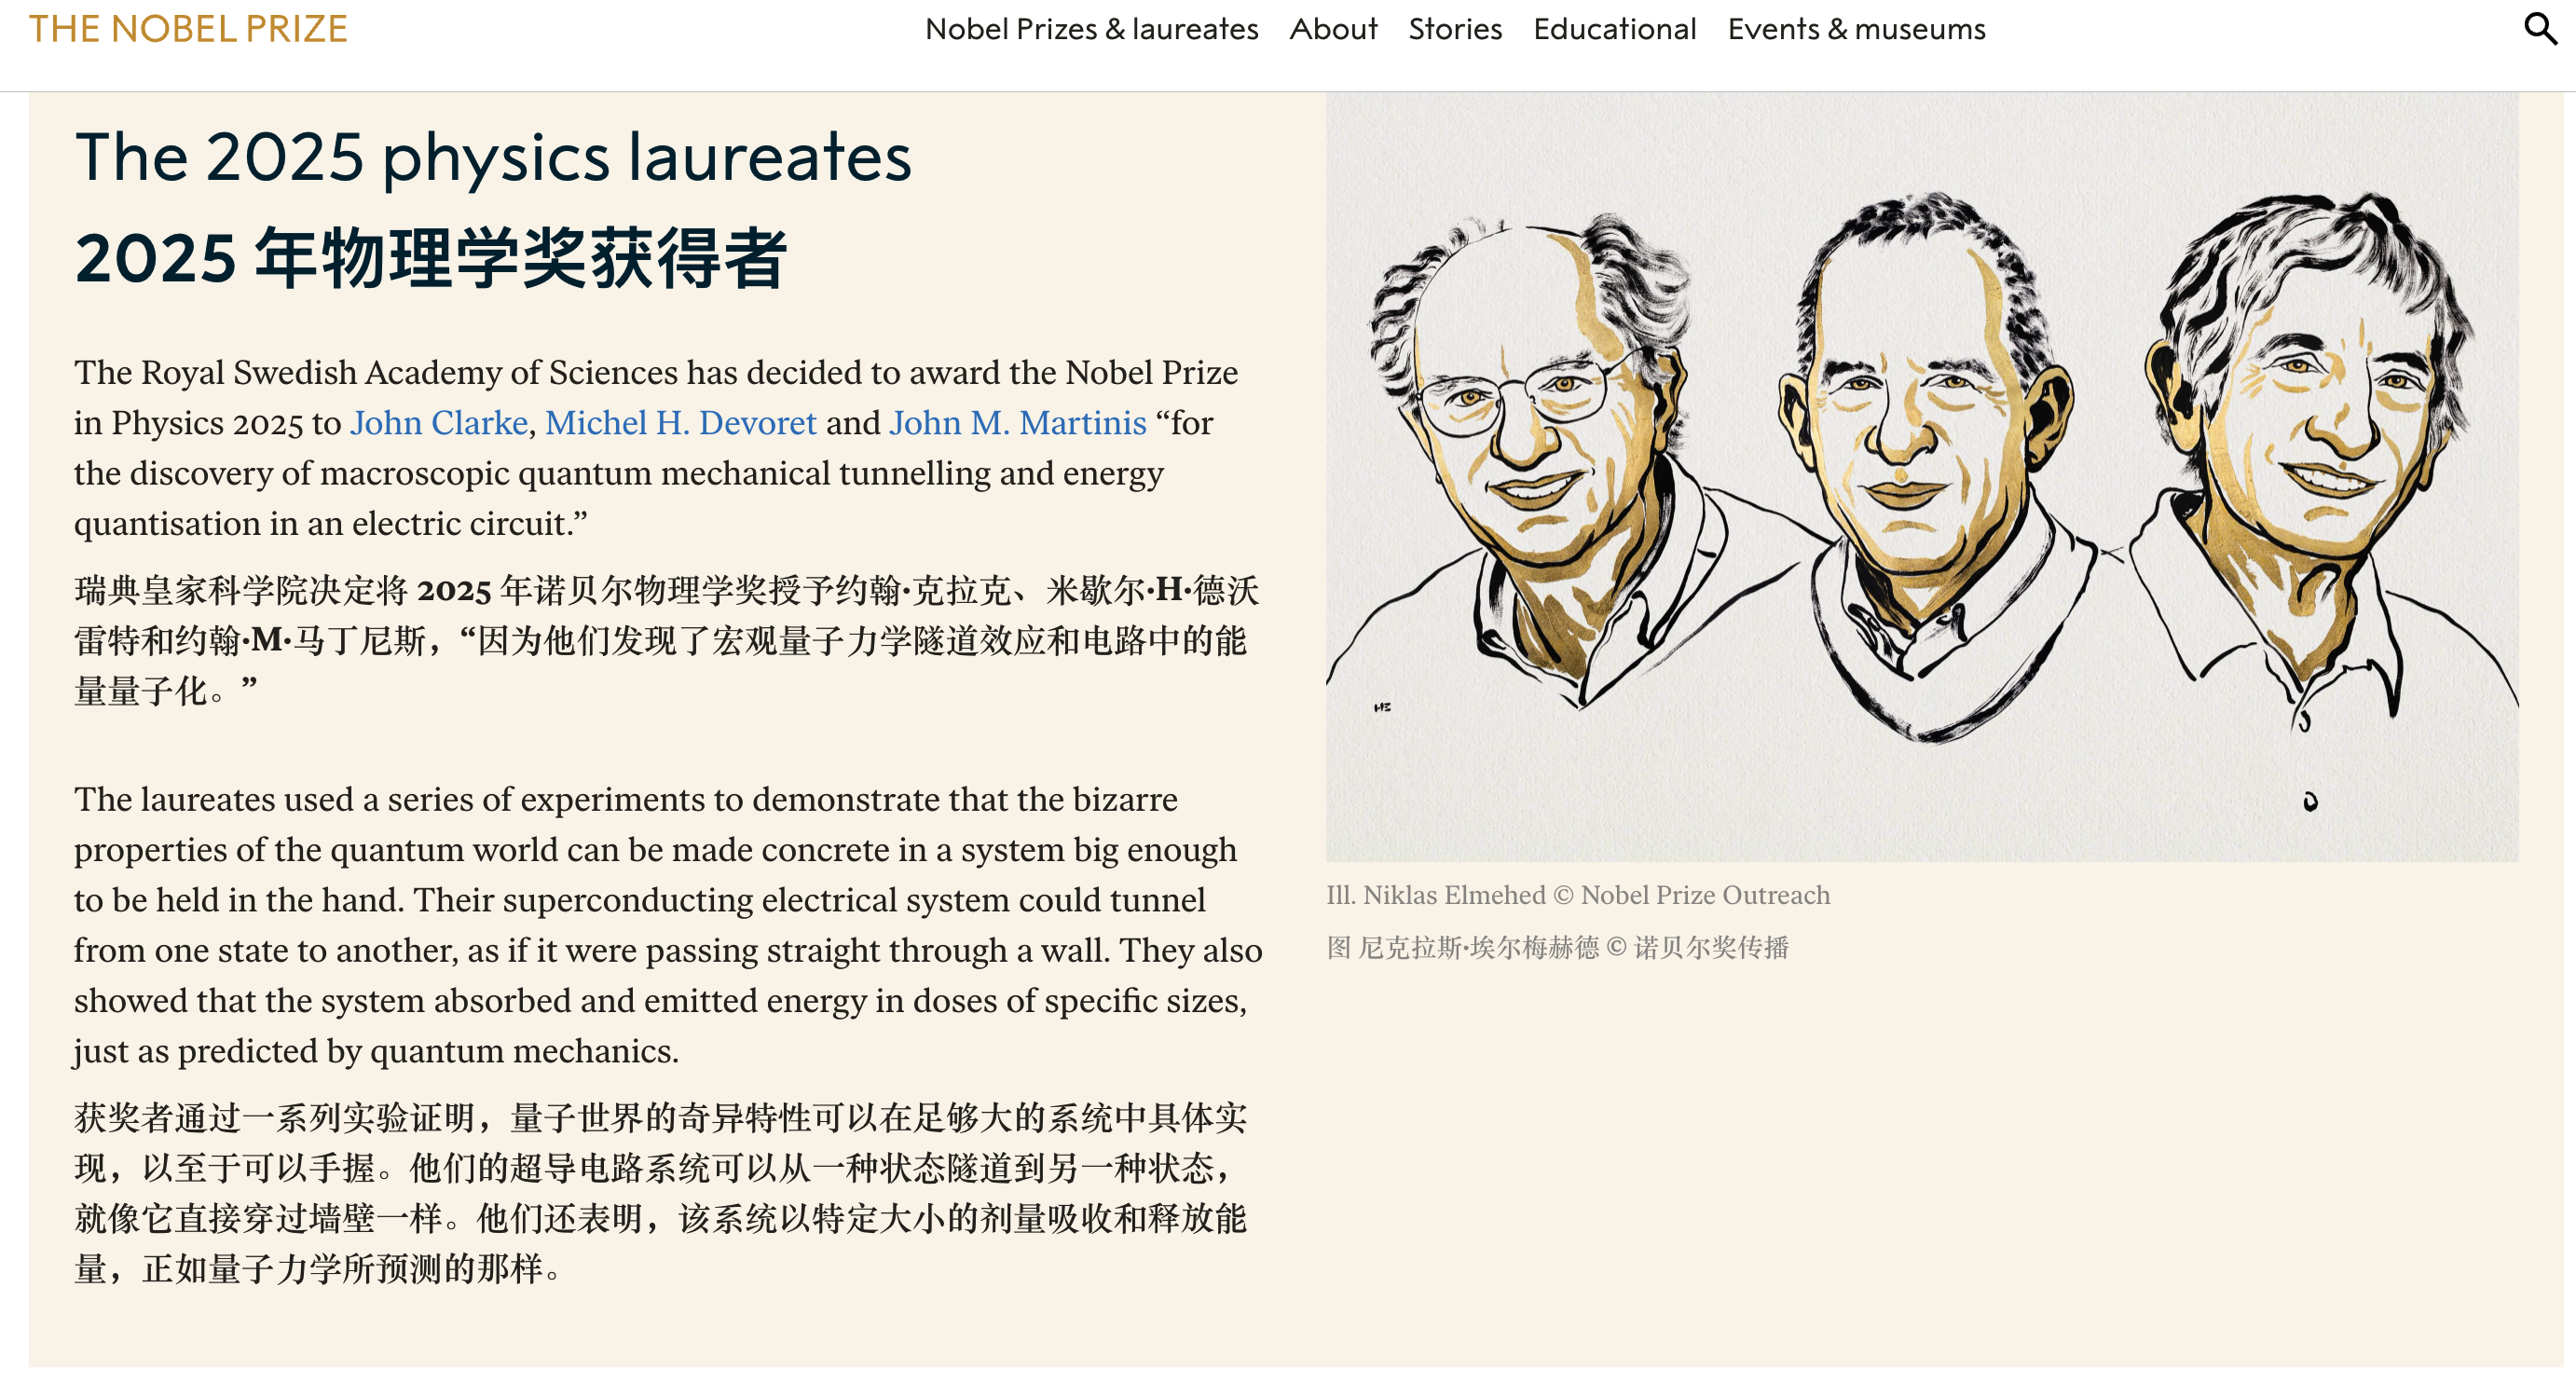 THE NOBEL PRIZE
Nobel Prizes & laureates About Stories Educational Events & museums
The 2025 physics laureates
2025 年物理学奖获得者
The Royal Swedish Academy of Sciences has decided to award the Nobel Prize
in Physics 2025 to John Clarke, Michel H. Devoret and John M. Martinis “for
the discovery of macroscopic quantum mechanical tunnelling and energy
quantisation in an electric circuit.”
瑞典皇家科学院决定将 2025 年诺贝尔物理学奖授予约翰·克拉克、米歇尔·H·德沃
雷特和约翰·M·马丁尼斯，“因为他们发现了宏观量子力学隧道效应和电路中的能
量量子化。”
The laureates used a series of experiments to demonstrate that the bizarre
properties of the quantum world can be made concrete in a system big enough
to be held in the hand. Their superconducting electrical system could tunnel
from one state to another, as if it were passing straight through a wall. They also
showed that the system absorbed and emitted energy in doses of specific sizes,
just as predicted by quantum mechanics.
获奖者通过一系列实验证明，量子世界的奇异特性可以在足够大的系统中具体实
现，以至于可以手握。他们的超导电路系统可以从一种状态隧道到另一种状态，
就像它直接穿过墙壁一样。他们还表明，该系统以特定大小的剂量吸收和释放能
量，正如量子力学所预测的那样。
HE
Ill. Niklas Elmehed © Nobel Prize Outreach
图 尼克拉斯·埃尔梅赫德 © 诺贝尔奖传播